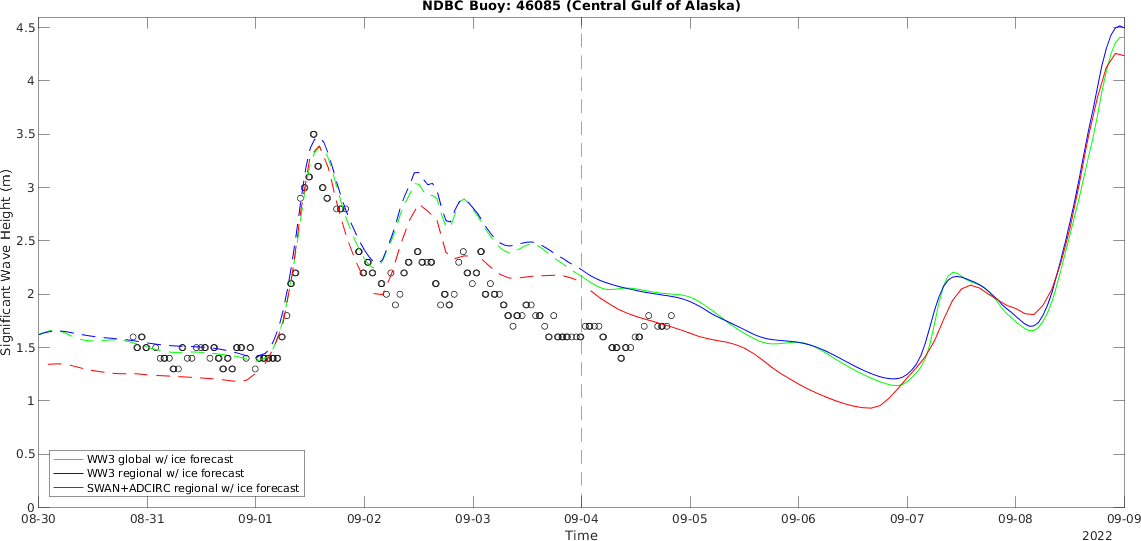 NDBC Buoy: 46085 (Central Gulf of Alaska)
4.5
4
3.5
3
2.5
2
1.5
1
0.5
0
Significant Wave Height (m)
WW3 global w/ ice forecast
WW3 regional w/ ice forecast
SWAN+ADCIRC regional w/ ice forecast
08-30 08-31 09-01 09-02 09-03 09-04 09-05 09-06 09-07 09-08 09-09
Time
2022